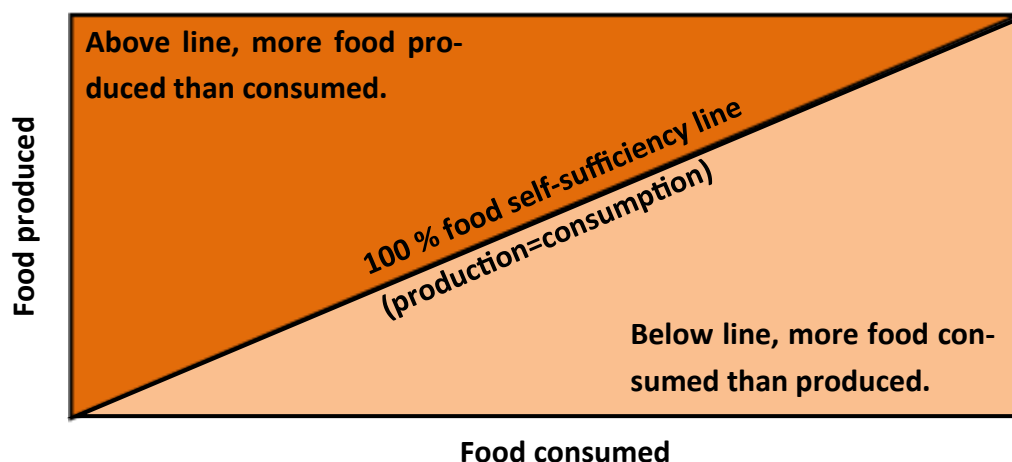 Above line, more food pro-
duced than consumed.
Food produced
100 % food self-sufficiency line
(production=consumption)
Below line, more food con-
sumed than produced.
Food consumed